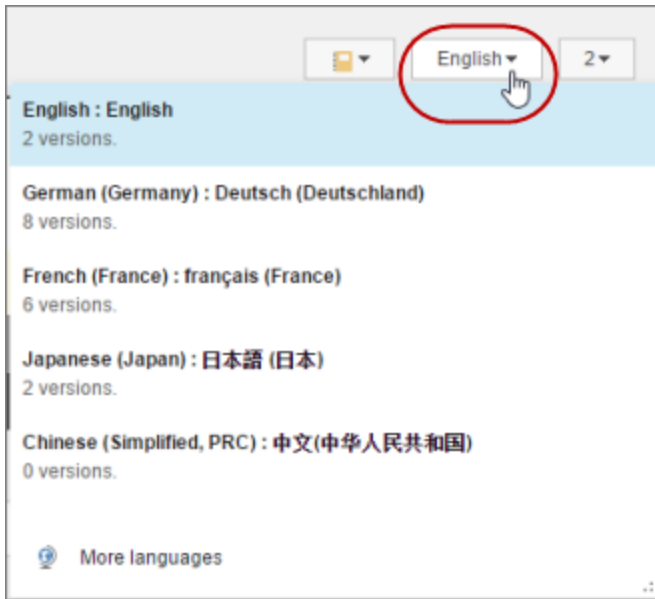 English 2
English : English
2 versions.
German (Germany) : Deutsch (Deutschland)
8 versions.
French (France) : français (France)
6 versions.
Japanese (Japan) : 日本語 (日本)
2 versions.
Chinese (Simplified, PRC) : 中文(中华人民共和国)
0 versions.
More languages